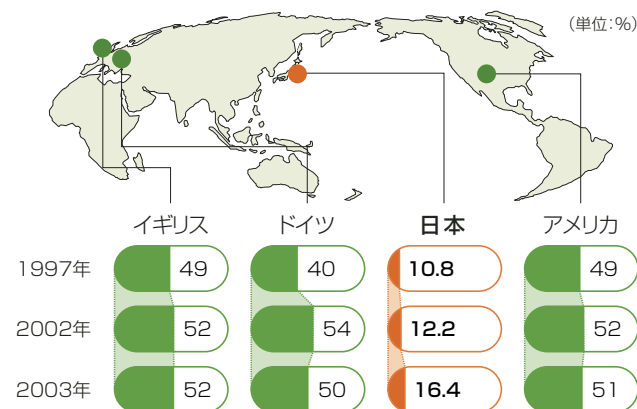 （単位：%）
イギリス ドイツ 日本 アメリカ
1997年 49 40 10.8 49
2002年 52 54 12.2 52
2003年 52 50 16.4 51